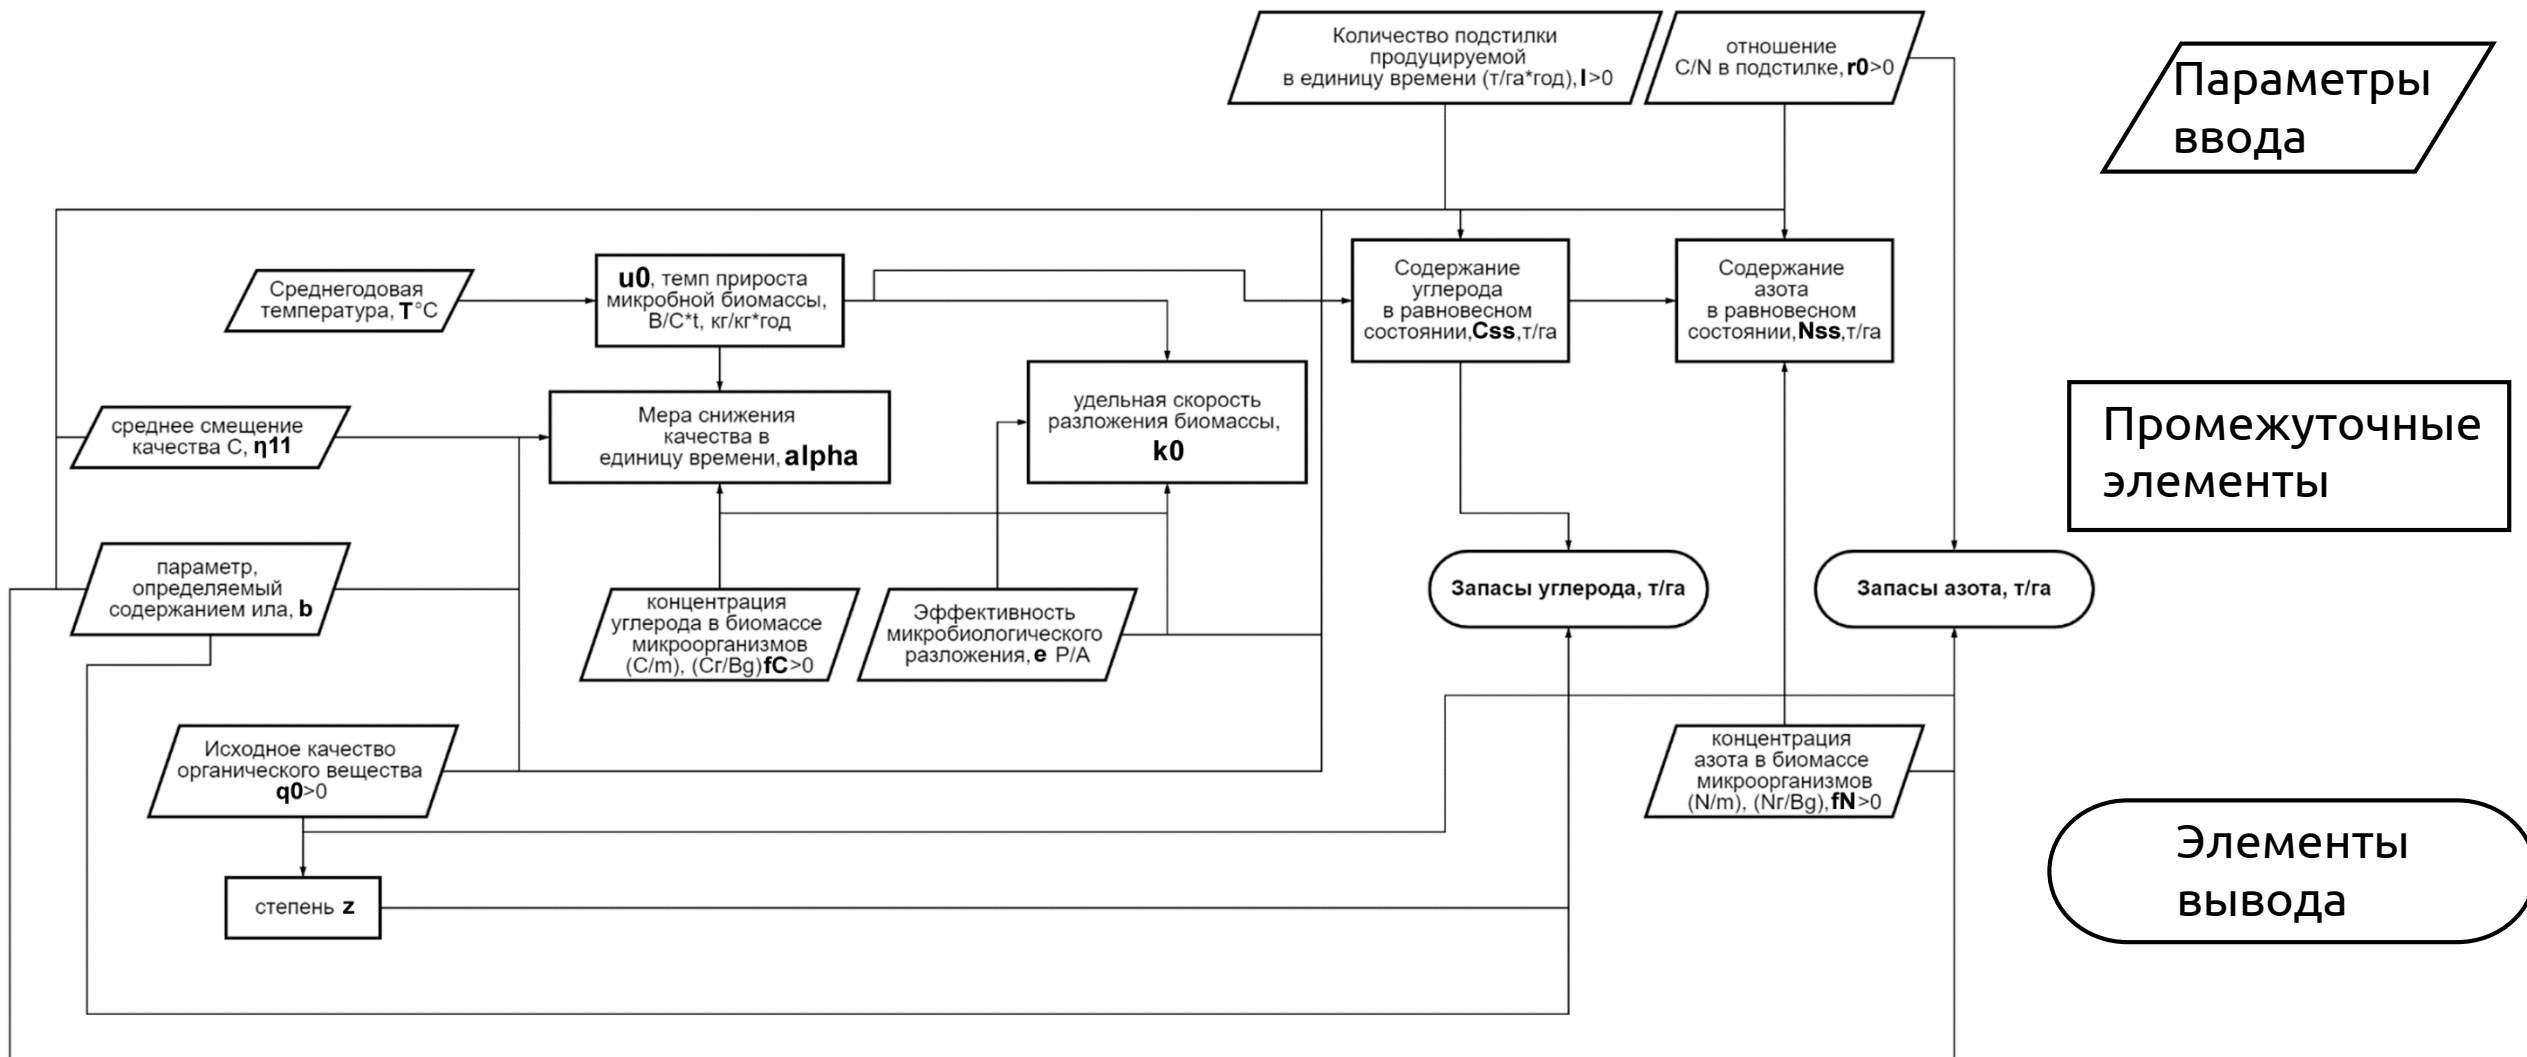 Количество подстилки
продуцируемой
в единицу времени (т/га*год), I>0
отношение
C/N в подстилке, r0>0
Параметры
ввода
Среднегодовая
температура, T°C
u0, темп прироста
микробной биомассы,
B/C*t, кг/кг*год
Содержание
углерода
в равновесном
состоянии, Css, т/га
Содержание
азота
в равновесном
состоянии, Nss, т/га
среднее смещение
качества С, η11
Мера снижения
качества в
единицу времени, alpha
удельная скорость
разложения биомассы,
k0
Промежуточные
элементы
параметр,
определяемый
содержанием ила, b
концентрация
углерода в биомассе
микроорганизмов
(C/m), (Cr/Bg) fC>0
Эффективность
микробиологического
разложения, e P/A
Запасы углерода, т/га
Запасы азота, т/га
Исходное качество
органического вещества
q0>0
концентрация
азота в биомассе
микроорганизмов
(N/m), (Nr/Bg), fN>0
степень z
Элементы
вывода